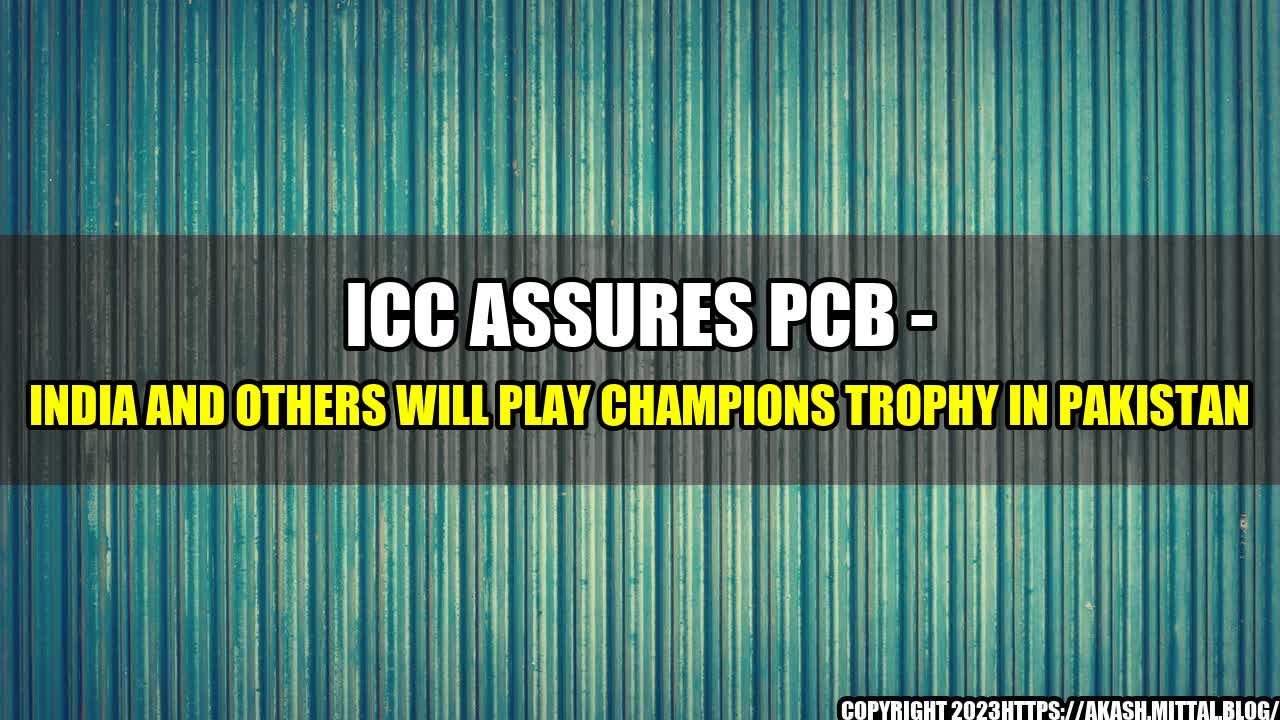 ICC ASSURES PCB -
INDIA AND OTHERS WILL PLAY CHAMPIONS TROPHY IN PAKISTAN
COPYRIGHT 2023HTTPS://AKASH.MITTAL.BLOG/